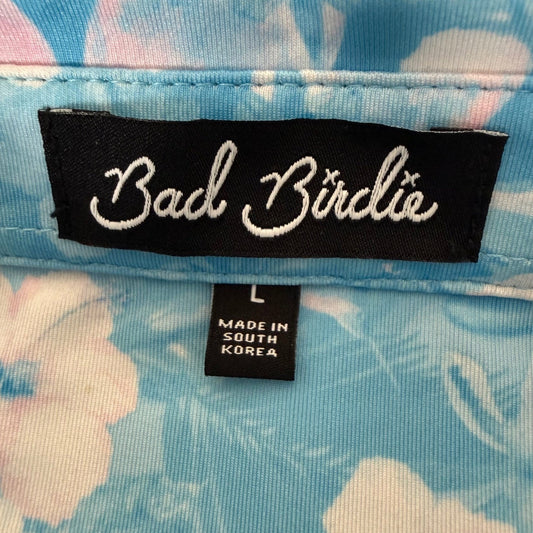 Bad Birdie
L
MADE IN
SOUTH
KOREA